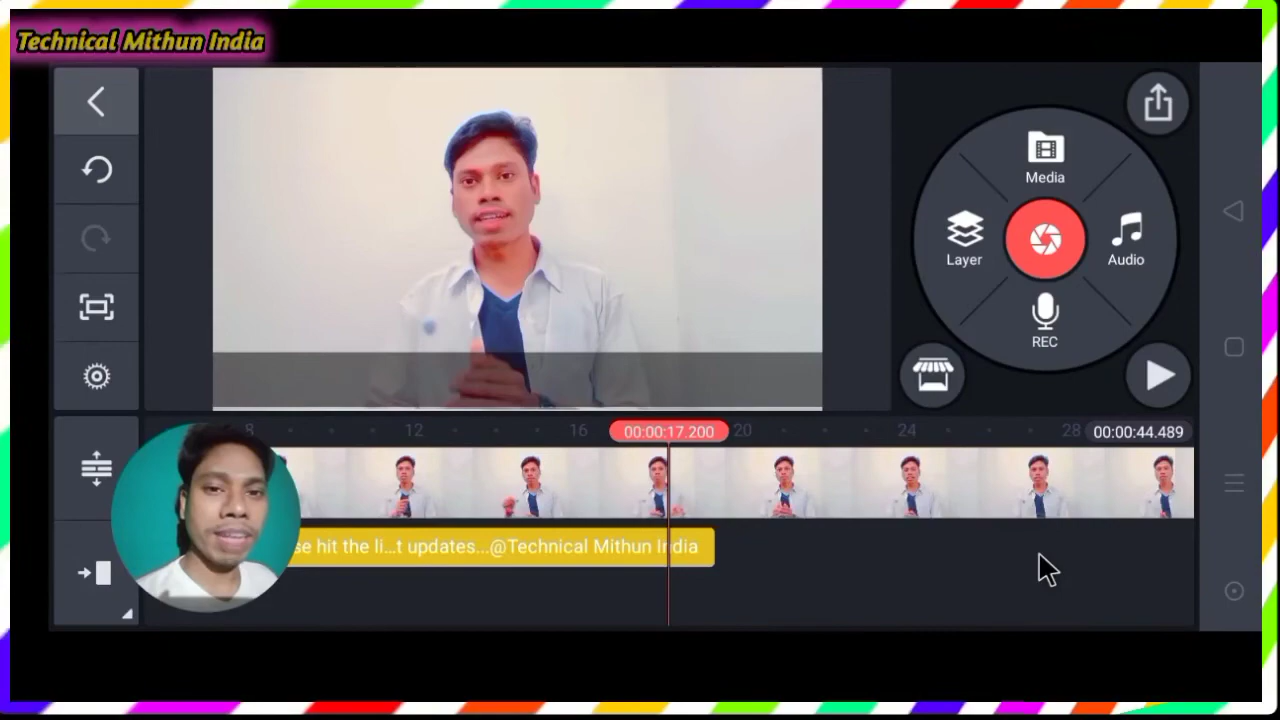 Technical Mithun India
Media
Layer
Audio
REC
8
12
16
00:00:17.200
20
24
28
00:00:44.489
se hit the li...t updates...@Technical Mithun India